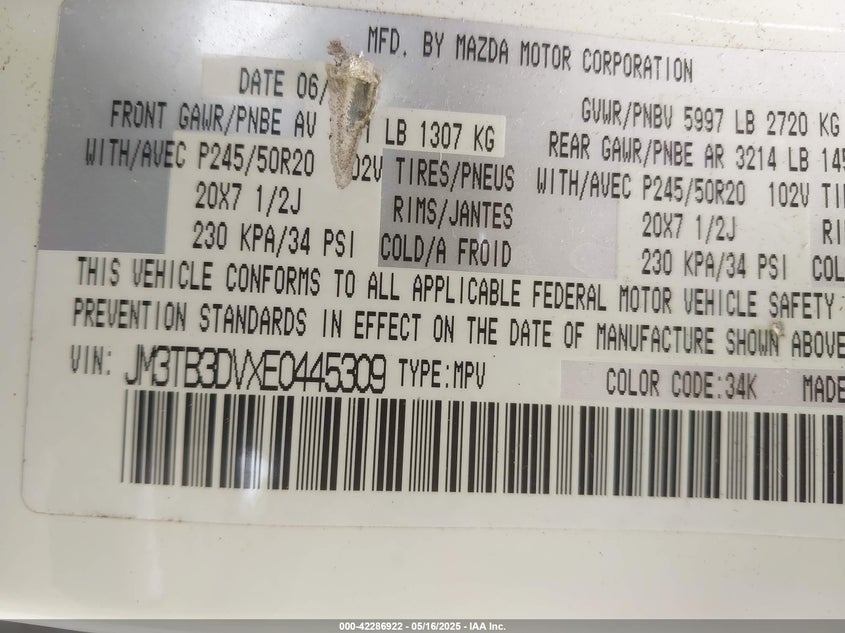 MFD. BY MAZDA MOTOR CORPORATION
DATE 06/ GVWR/PNBV 5997 LB 2720 KG
FRONT GAWR/PNBE AV LB 1307 KG REAR GAWR/PNBE AR 3214 LB
WITH/AVEC P245/50R20 102V TIRES/PNEUS WITH/AVEC P245/50R20 102V
20X7 1/2J RIMS/JANTES 20X7 1/2J
230 KPA/34 PSI COLD/A FROID 230 KPA/34 PSI
THIS VEHICLE CONFORMS TO ALL APPLICABLE FEDERAL MOTOR VEHICLE SAFETY
PREVENTION STANDARDS IN EFFECT ON THE DATE OF MANUFACTURE SHOWN ABOVE
VIN: JM3TB3DVXE0445309 TYPE:MPV COLOR CODE:34K MADE
000-42286922 - 05/16/2025 - IAA Inc.